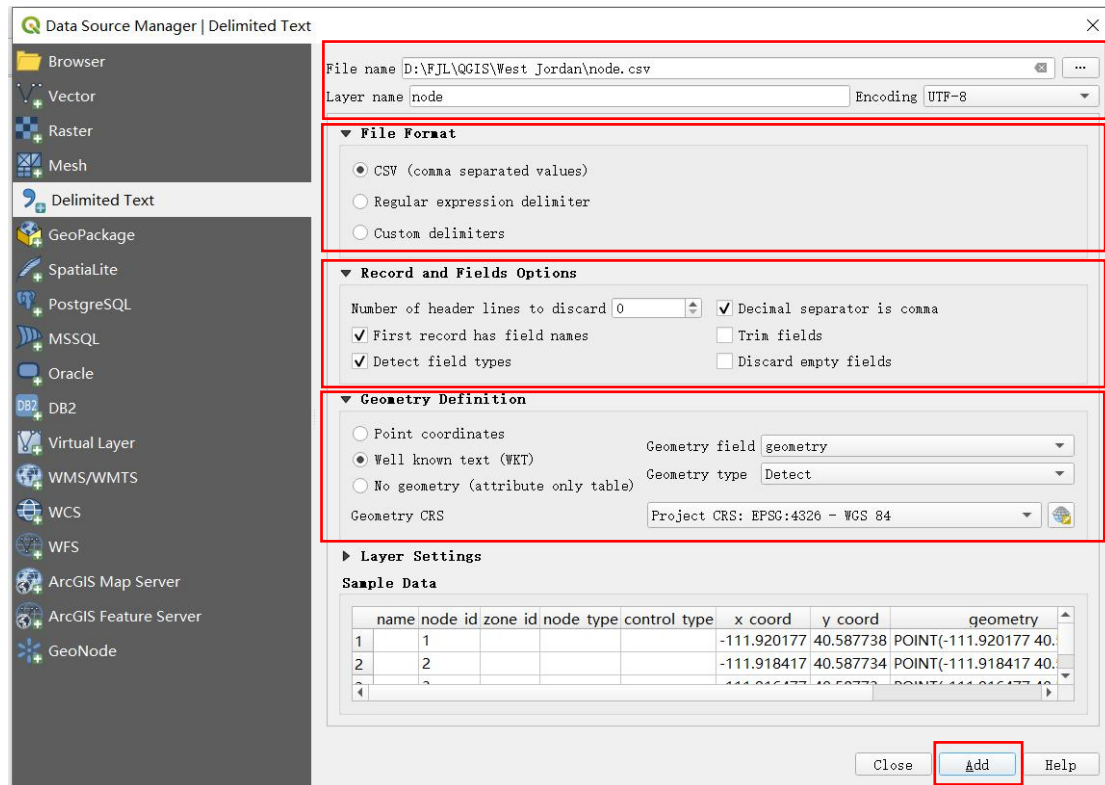 Data Source Manager | Delimited Text
Browser
Vector
Raster
Mesh
Delimited Text
GeoPackage
SpatiaLite
PostgreSQL
MSSQL
Oracle
DB2
DB2
Virtual Layer
WMS/WMTS
WCS
WFS
ArcGIS Map Server
ArcGIS Feature Server
GeoNode
File name D:\FJL\QGIS\West Jordan\node.csv ...
Layer name node Encoding UTF-8
File Format
CSV (comma separated values)
Regular expression delimiter
Custom delimiters
Record and Fields Options
Number of header lines to discard 0 Decimal separator is comma
First record has field names Trim fields
Detect field types Discard empty fields
Geometry Definition
Point coordinates
Geometry field geometry
Well known text (WKT)
Geometry type Detect
No geometry (attribute only table)
Geometry CRS Project CRS: EPSG:4326 - WGS 84
Layer Settings
Sample Data
name node id zone id node type control type x coord y coord geometry
1 1 -111.920177 40.587738 POINT(-111.920177 40.
2 2 -111.918417 40.587734 POINT(-111.918417 40.
Close Add Help